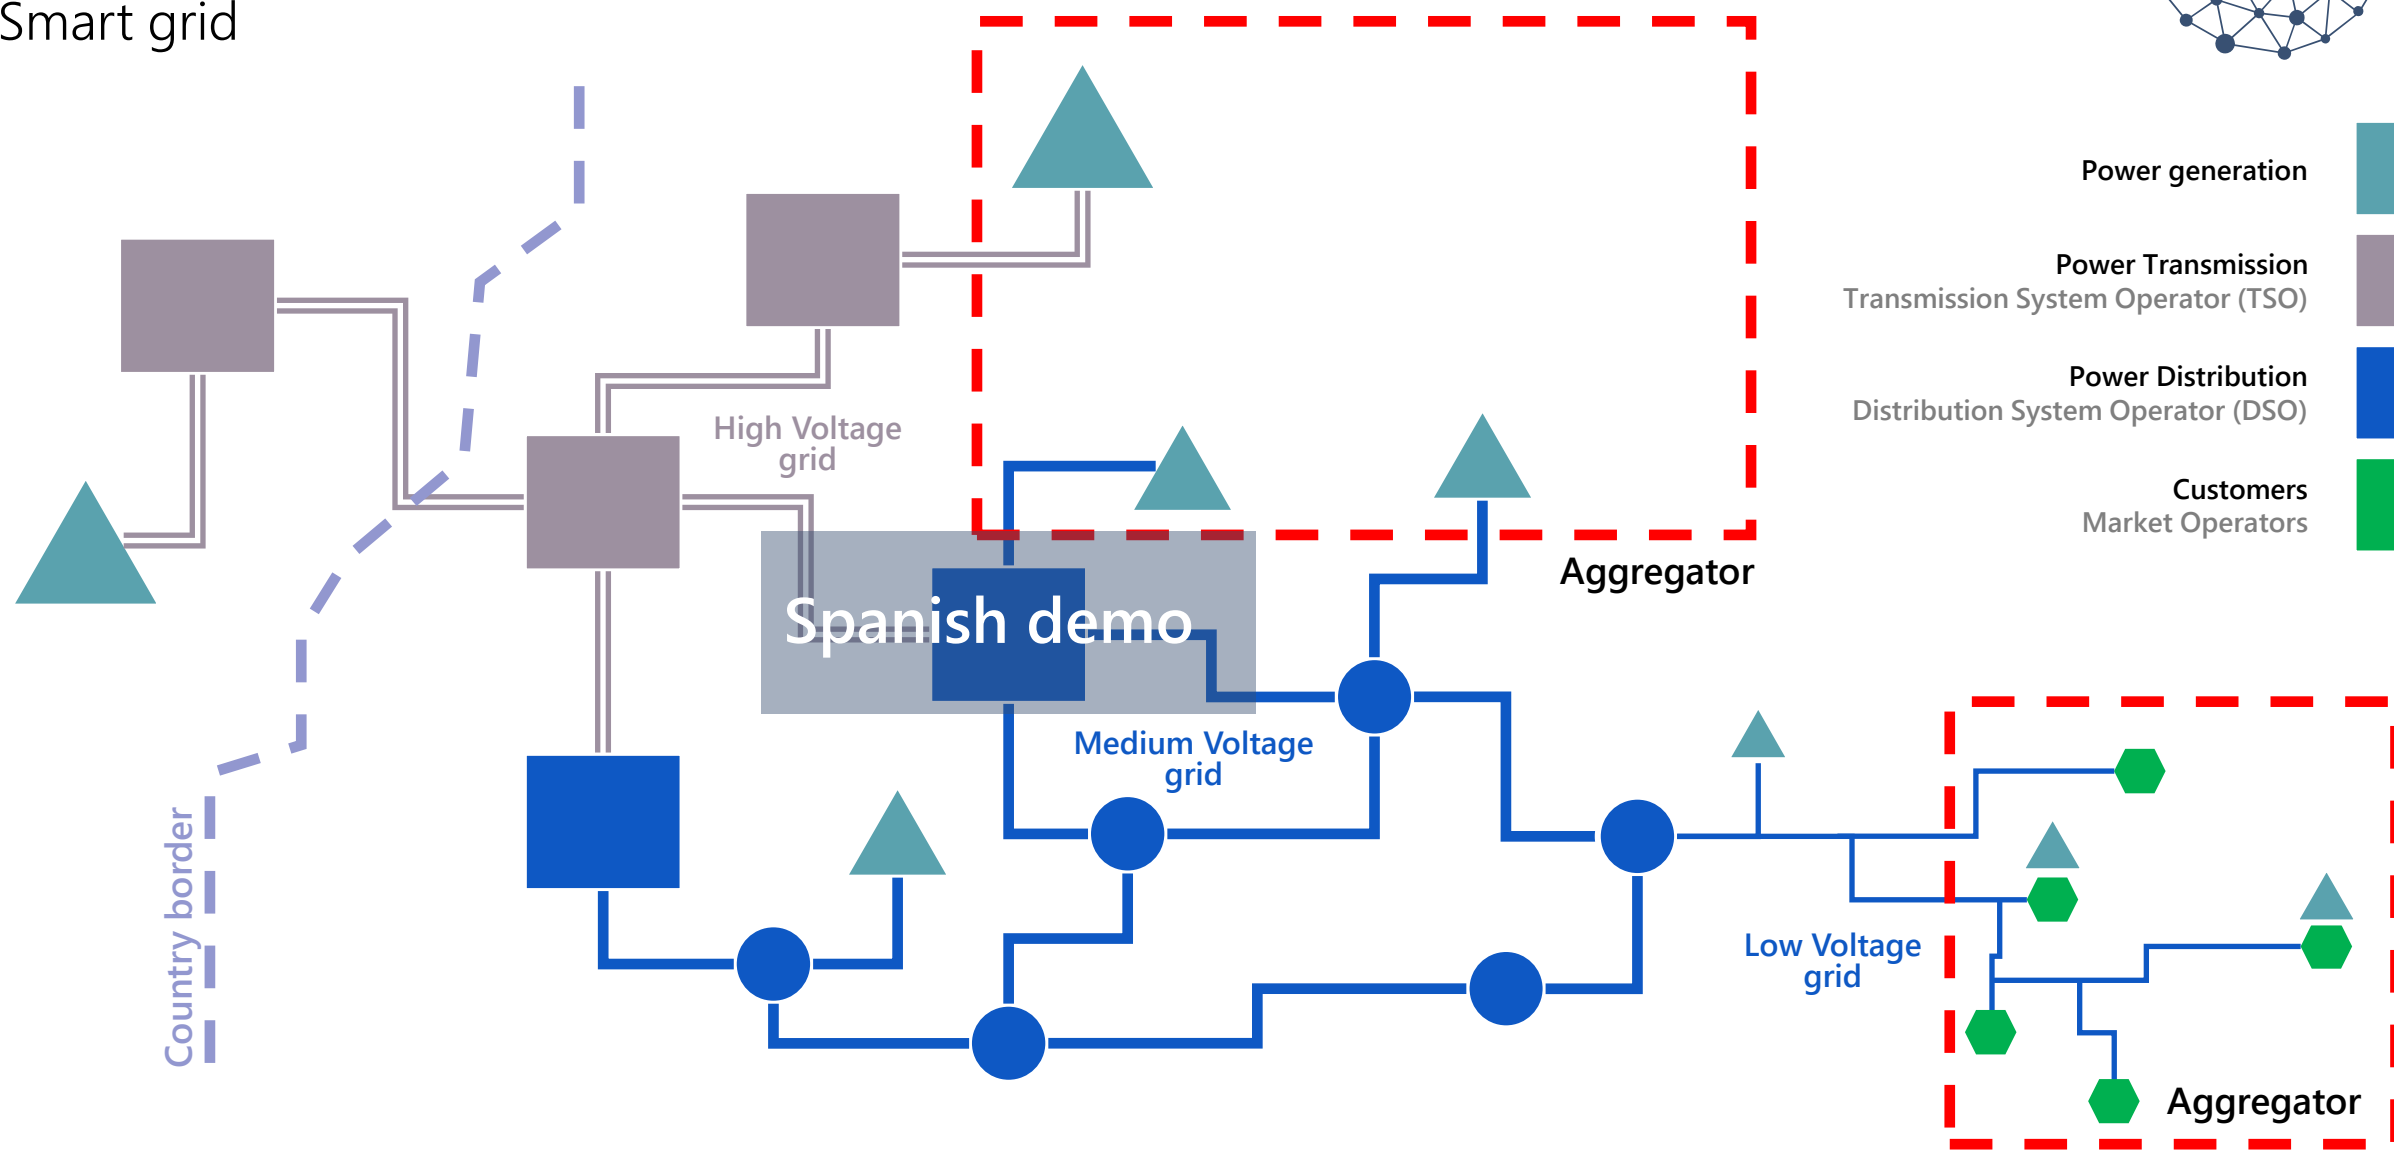 Smart grid
Power generation
Power Transmission
Transmission System Operator (TSO)
Power Distribution
Distribution System Operator (DSO)
Customers
Market Operators
High Voltage
grid
Aggregator
Spanish demo
Medium Voltage
grid
Country border
Low Voltage
grid
Aggregator